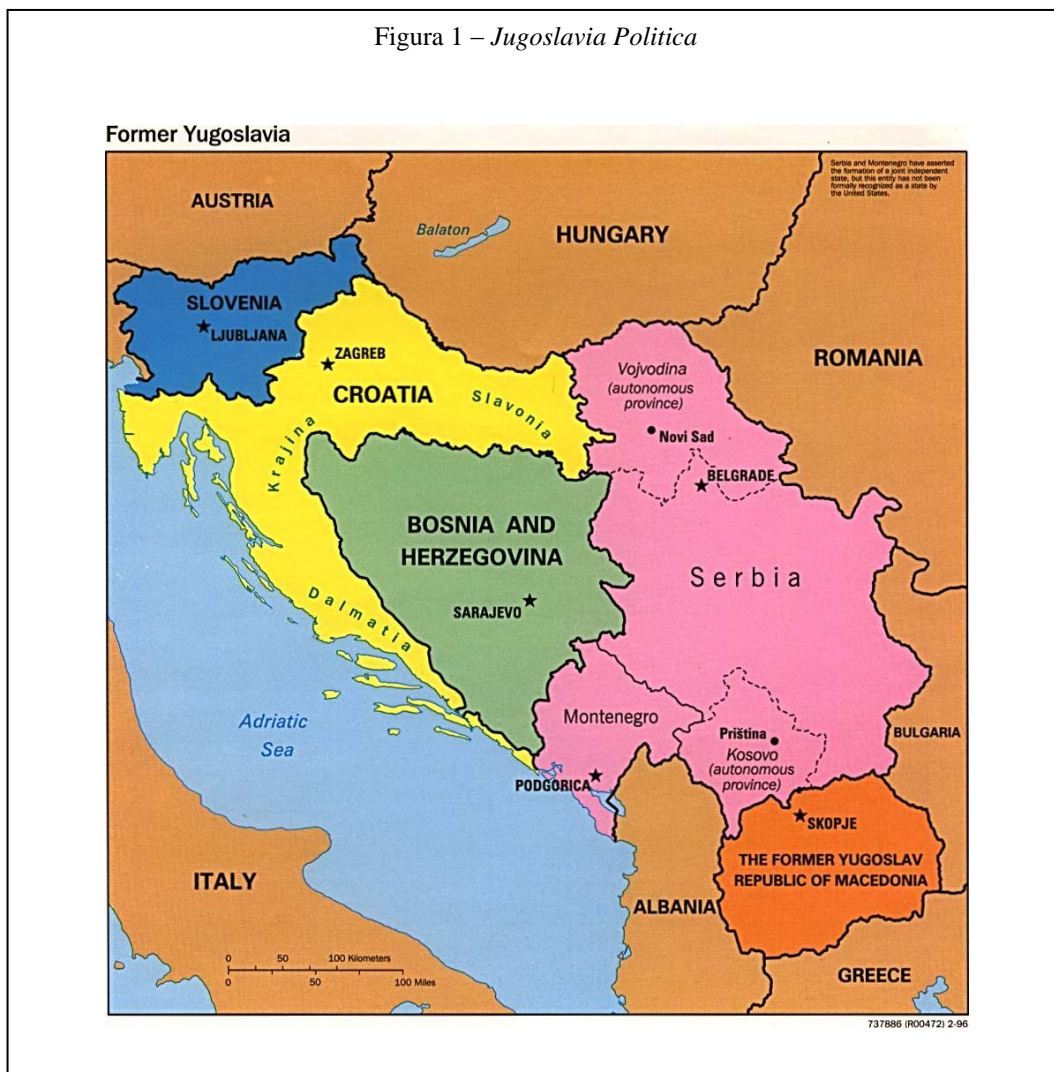 Figura 1 – Jugoslavia Politica
Former Yugoslavia
Serbia and Montenegro have asserted
the formation of a joint independent
state, but this entity has not been
formally recognized as a state by
the United States.
AUSTRIA
Balaton
HUNGARY
SLOVENIA
LJUBLJANA
ROMANIA
ZAGREB
Vojvodina
(autonomous
province)
CROATIA
Slavonia
Novi Sad
Krajina
BELGRADE
BOSNIA AND
HERZEGOVINA
Serbia
SARAJEVO
Dalmatia
Adriatic
Sea
Montenegro
Priština
BULGARIA
Kosovo
(autonomous
province)
PODGORICA
SKOPJE
THE FORMER YUGOSLAV
REPUBLIC OF MACEDONIA
ITALY
ALBANIA
0 50 100 Kilometers
0 50 100 Miles
GREECE
737886 (R00472) 2-96